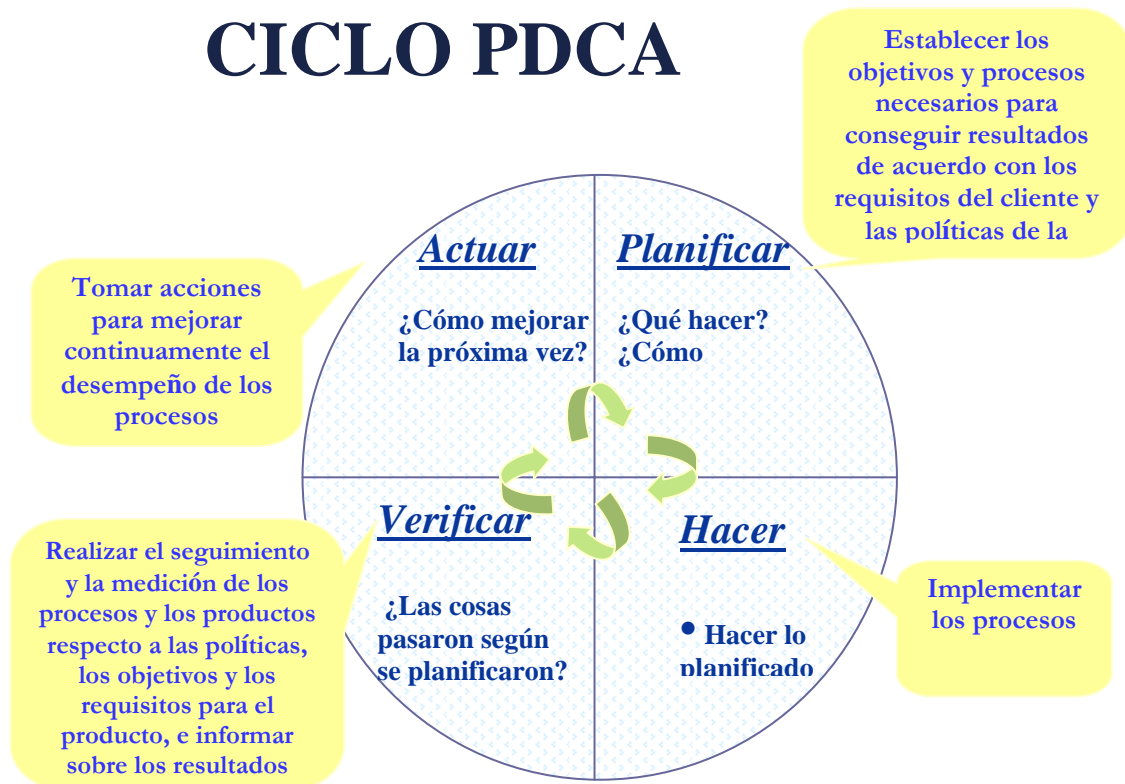 CICLO PDCA
Establecer los
objetivos y procesos
necesarios para
conseguir resultados
de acuerdo con los
requisitos del cliente y
las políticas de la
Actuar
¿Cómo mejorar
la próxima vez?
Planificar
¿Qué hacer?
¿Cómo
Tomar acciones
para mejorar
continuamente el
desempeño de los
procesos
Verificar
¿Las cosas
pasaron según
se planificaron?
Hacer
• Hacer lo
planificado
Realizar el seguimiento
y la medición de los
procesos y los productos
respecto a las políticas,
los objetivos y los
requisitos para el
producto, e informar
sobre los resultados
Implementar
los procesos